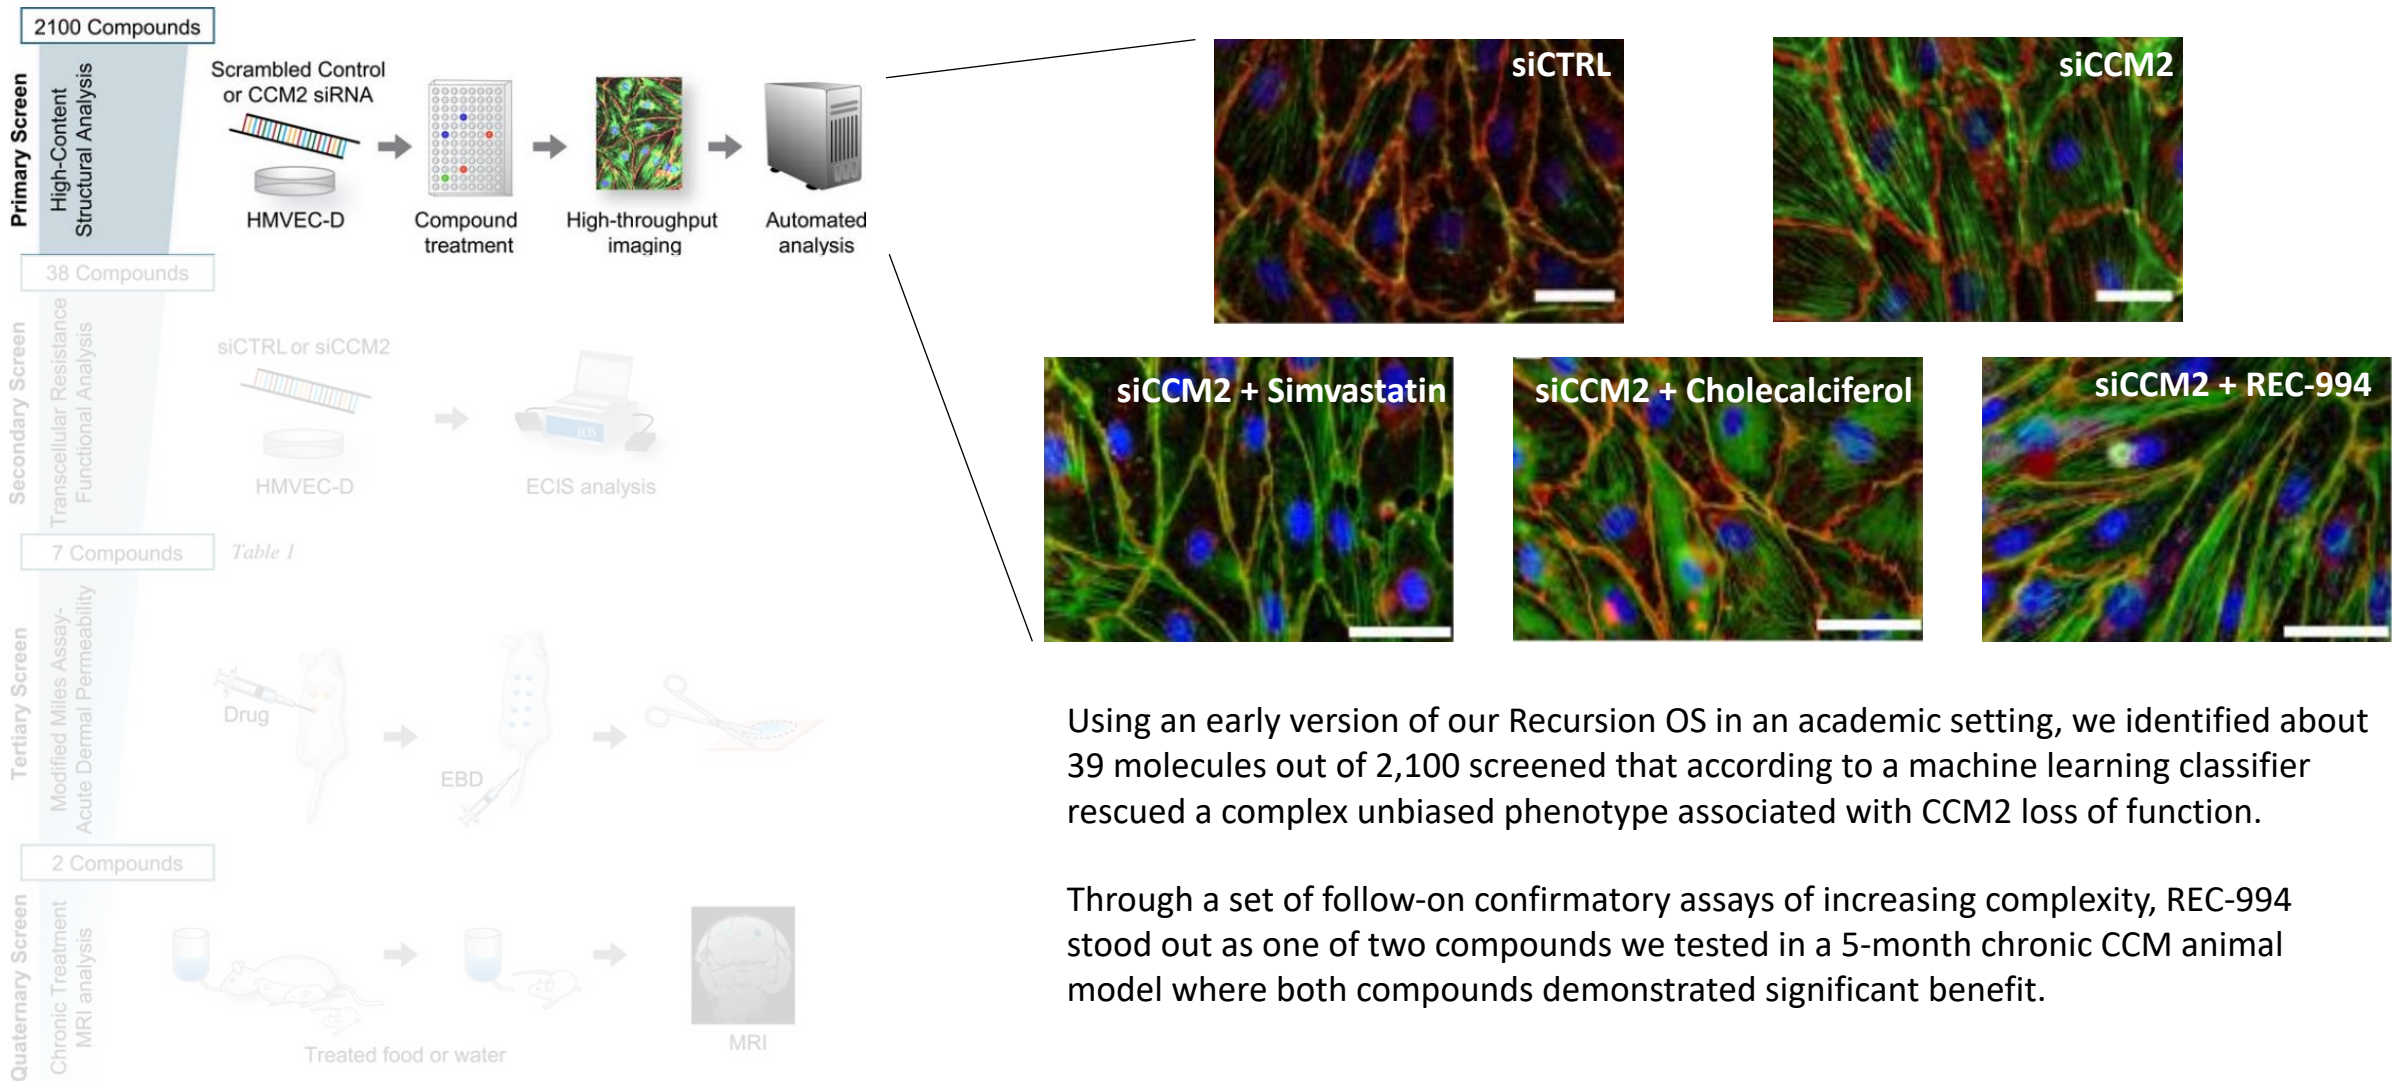 2100 Compounds
Primary Screen
High-Content
Structural Analysis
Scrambled Control
or CCM2 siRNA
HMVEC-D
Compound
treatment
High-throughput
imaging
Automated
analysis
38 Compounds
Secondary Screen
Transcellular Resistance
Functional Analysis
siCTRL or siCCM2
HMVEC-D
ECIS
ECIS analysis
7 Compounds
Table 1
Tertiary Screen
Modified Miles Assay-
Acute Dermal Permeability
Drug
EBD
2 Compounds
Quaternary Screen
Chronic Treatment
MRI analysis
Treated food or water
MRI
siCTRL
siCCM2
siCCM2 + Simvastatin
siCCM2 + Cholecalciferol
siCCM2 + REC-994
Using an early version of our Recursion OS in an academic setting, we identified about
39 molecules out of 2,100 screened that according to a machine learning classifier
rescued a complex unbiased phenotype associated with CCM2 loss of function.
Through a set of follow-on confirmatory assays of increasing complexity, REC-994
stood out as one of two compounds we tested in a 5-month chronic CCM animal
model where both compounds demonstrated significant benefit.